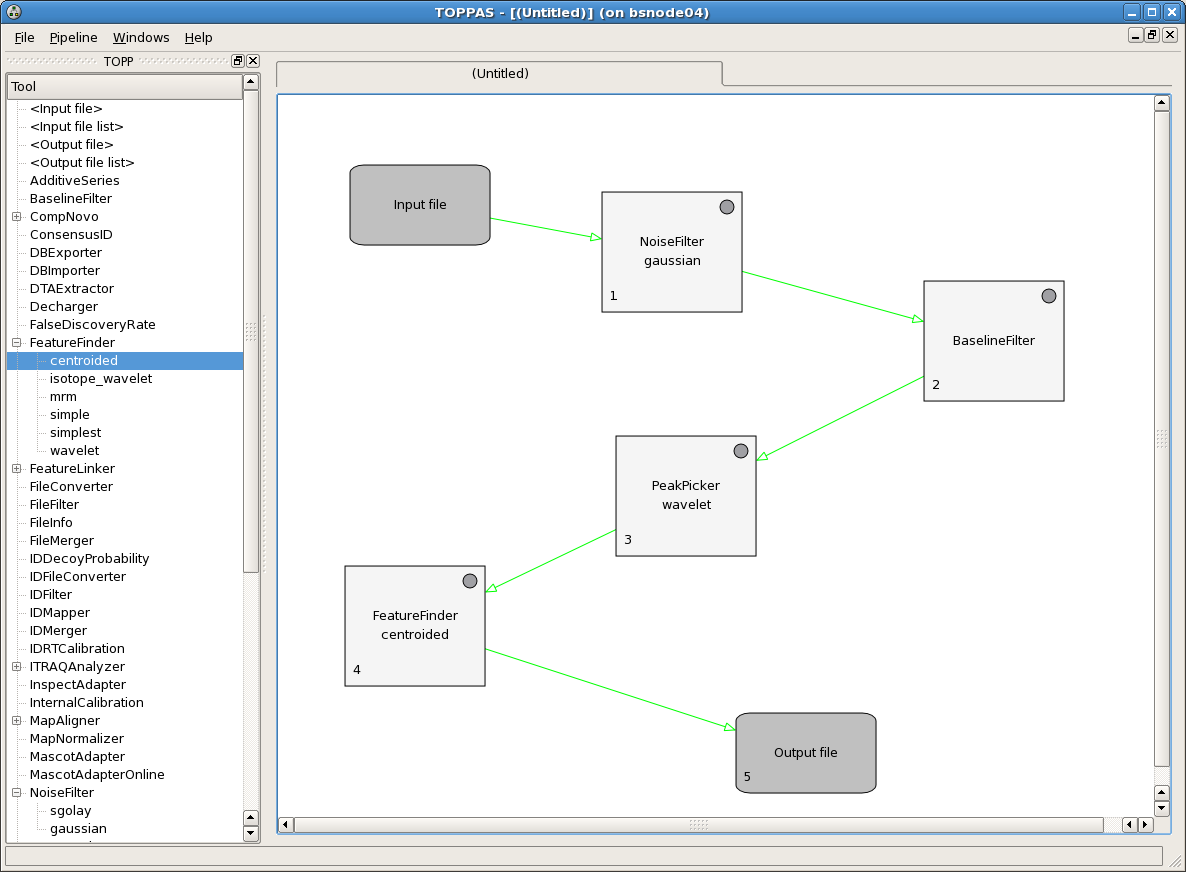 TOPPAS - [(Untitled)] (on bsnode04)
File Pipeline Windows Help
TOPP
Tool
<Input file>
<Input file list>
<Output file>
<Output file list>
AdditiveSeries
BaselineFilter
CompNovo
ConsensusID
DBExporter
DBImporter
DTAExtractor
Decharger
FalseDiscoveryRate
FeatureFinder
centroided
isotope_wavelet
mrm
simple
simplest
wavelet
FeatureLinker
FileConverter
FileFilter
FileInfo
FileMerger
IDDecoyProbability
IDFileConverter
IDFilter
IDMapper
IDMerger
IDRTCalibration
ITRAQAnalyzer
InspectAdapter
InternalCalibration
MapAligner
MapNormalizer
MascotAdapter
MascotAdapterOnline
NoiseFilter
sgolay
gaussian
(Untitled)
Input file
NoiseFilter
gaussian
1
BaselineFilter
2
PeakPicker
wavelet
3
FeatureFinder
centroided
4
Output file
5